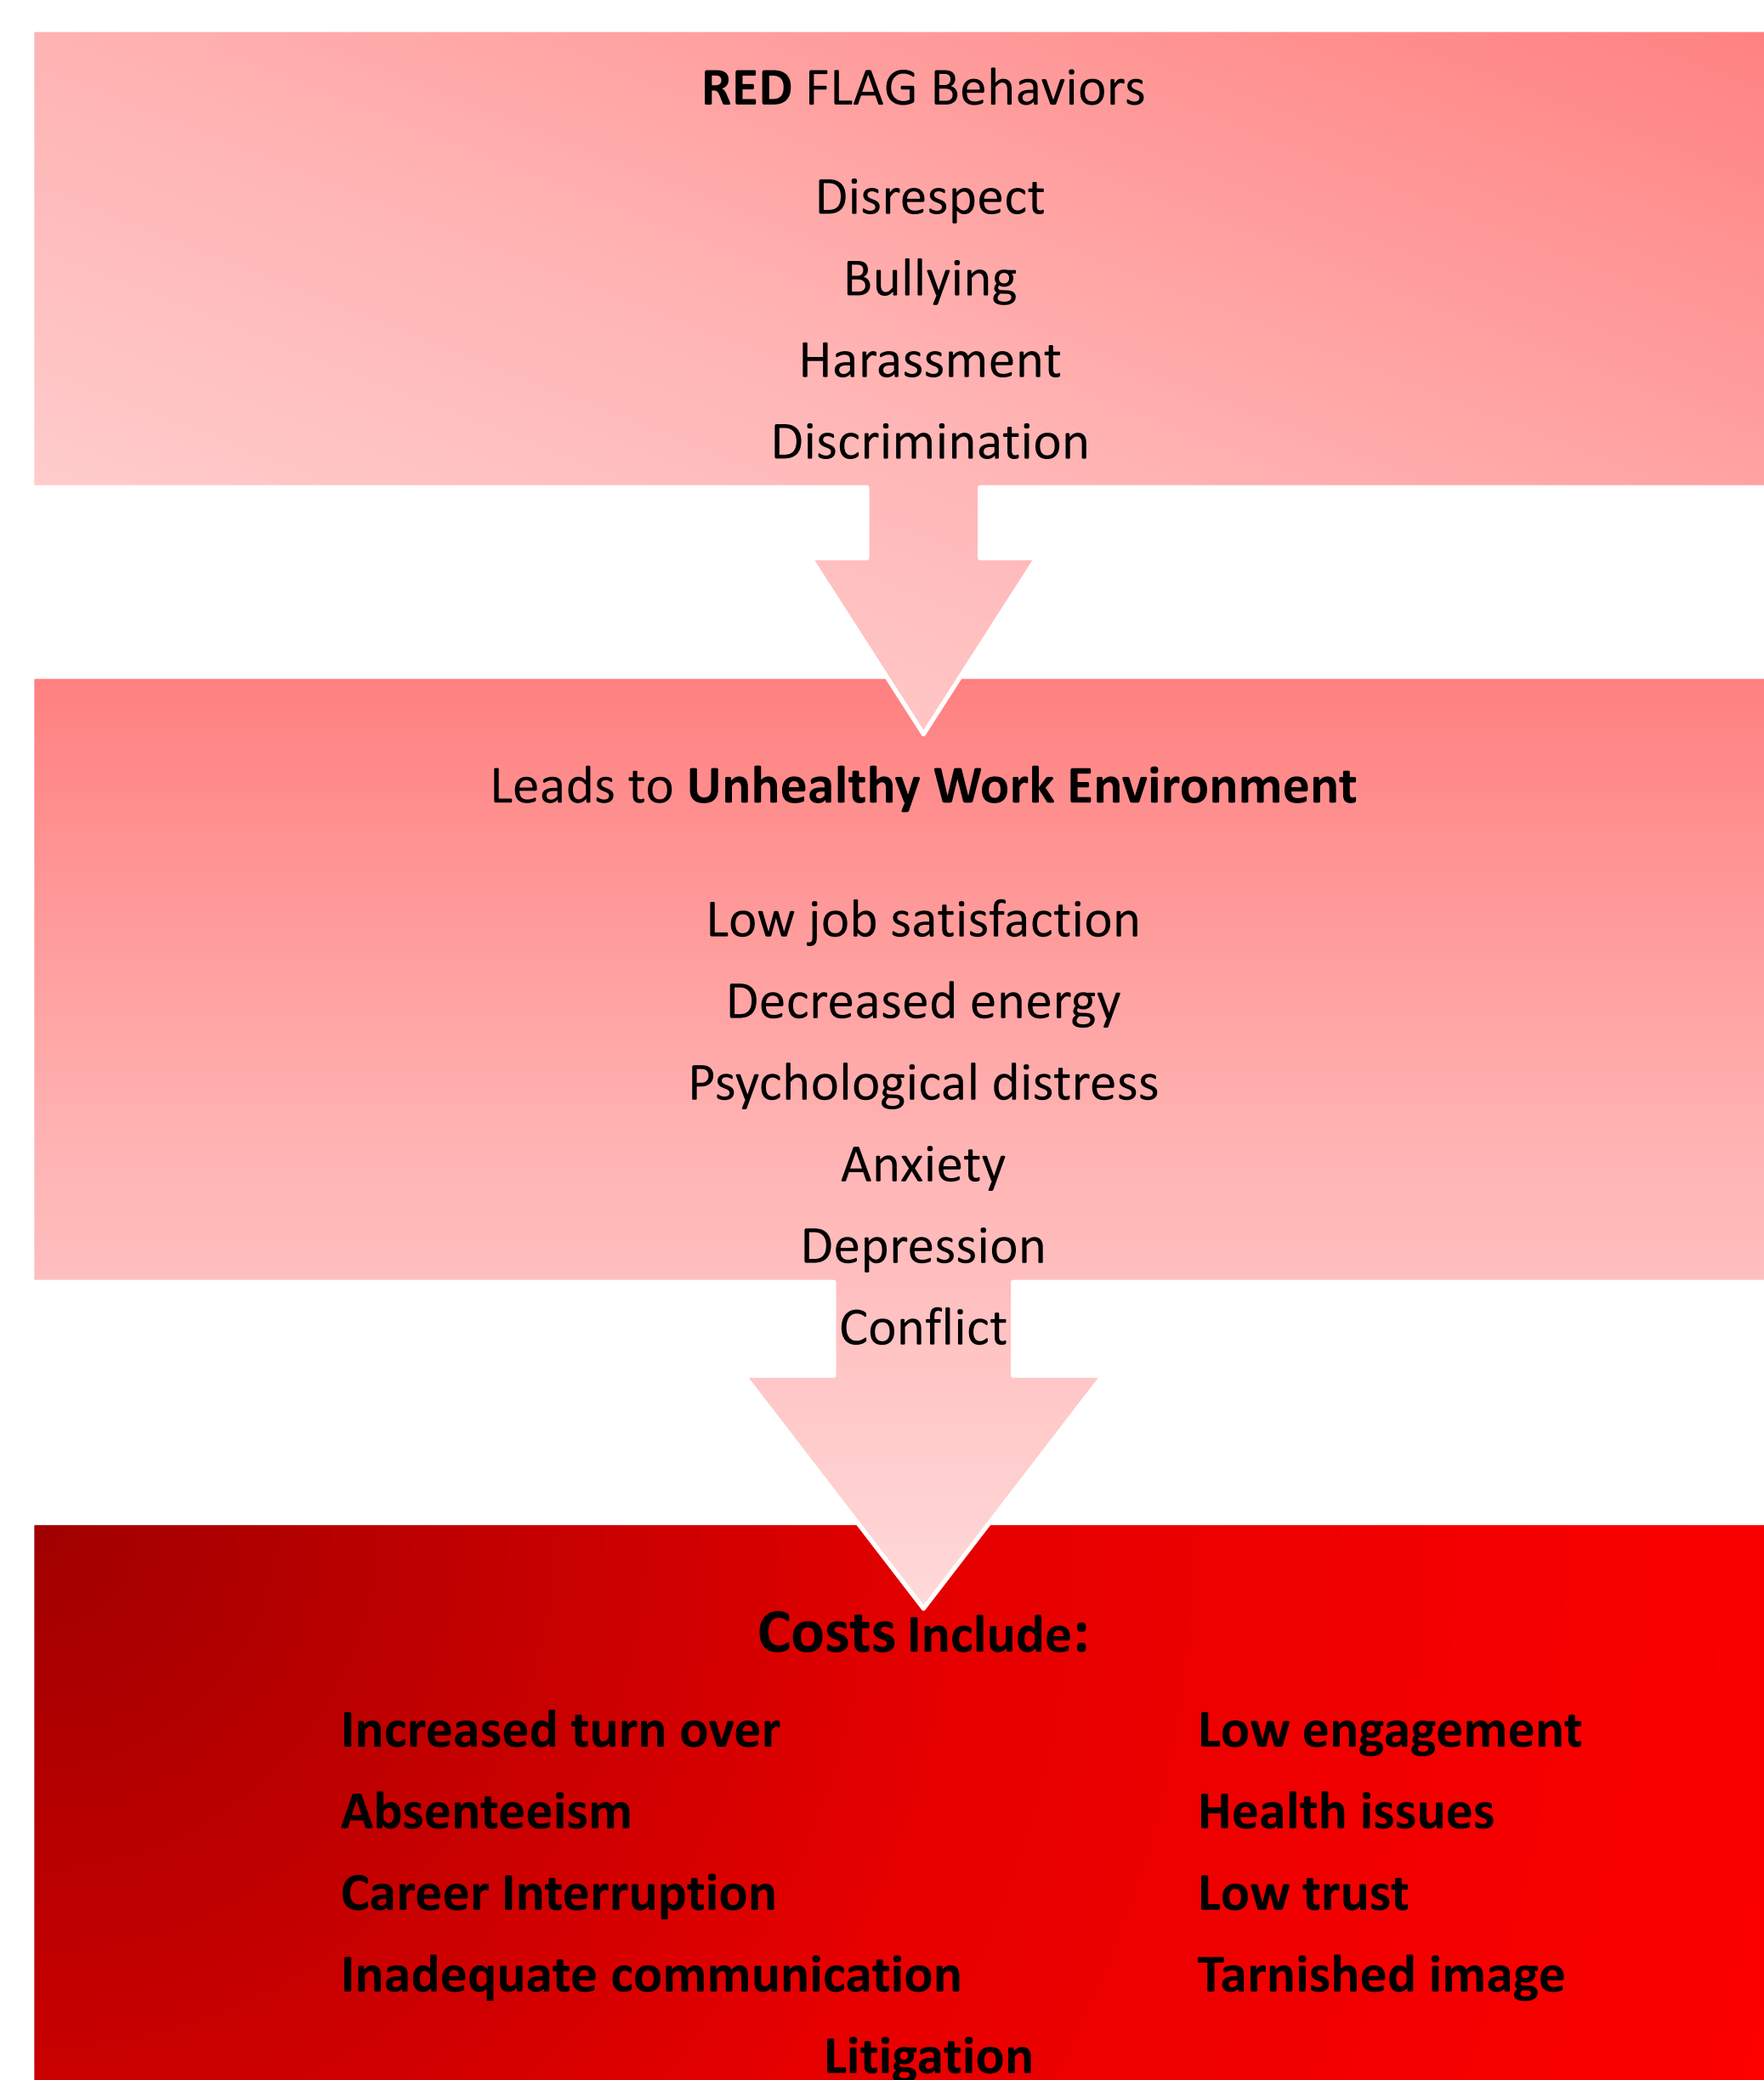 RED FLAG Behaviors
Disrespect
Bullying
Harassment
Discrimination
Leads to Unhealthy Work Environment
Low job satisfaction
Decreased energy
Psychological distress
Anxiety
Depression
Conflict
Costs Include:
Increased turn over Low engagement
Absenteeism Health issues
Career Interruption Low trust
Inadequate communication Tarnished image
Litigation